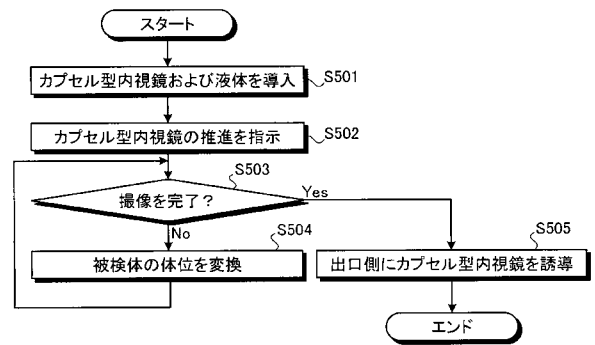 スタート
カプセル型内視鏡および液体を導入
S501
カプセル型内視鏡の推進を指示
S502
S503
撮像を完了?
Yes
No
S504
被検体の体位を変換
S505
出口側にカプセル型内視鏡を誘導
エンド